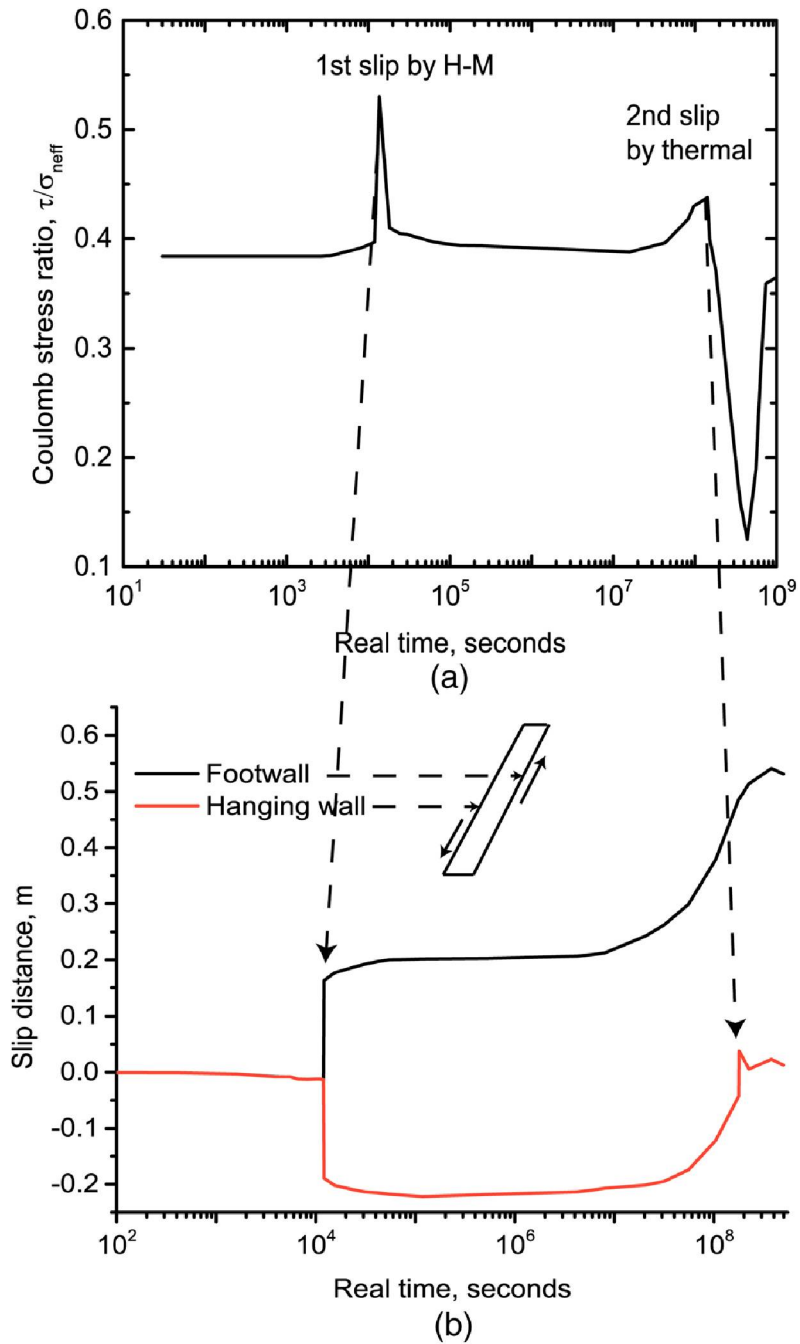 0.6
1st slip by H-M
2nd slip
by thermal
0.5
0.4
0.3
0.2
0.1
Coulomb stress ratio, τ/σneff
10¹ 10³ 10⁵ 10⁷ 10⁹
Real time, seconds
(a)
0.6
0.5
0.4
0.3
0.2
0.1
0.0
-0.1
-0.2
Footwall
Hanging wall
Slip distance, m
10² 10⁴ 10⁶ 10⁸
Real time, seconds
(b)